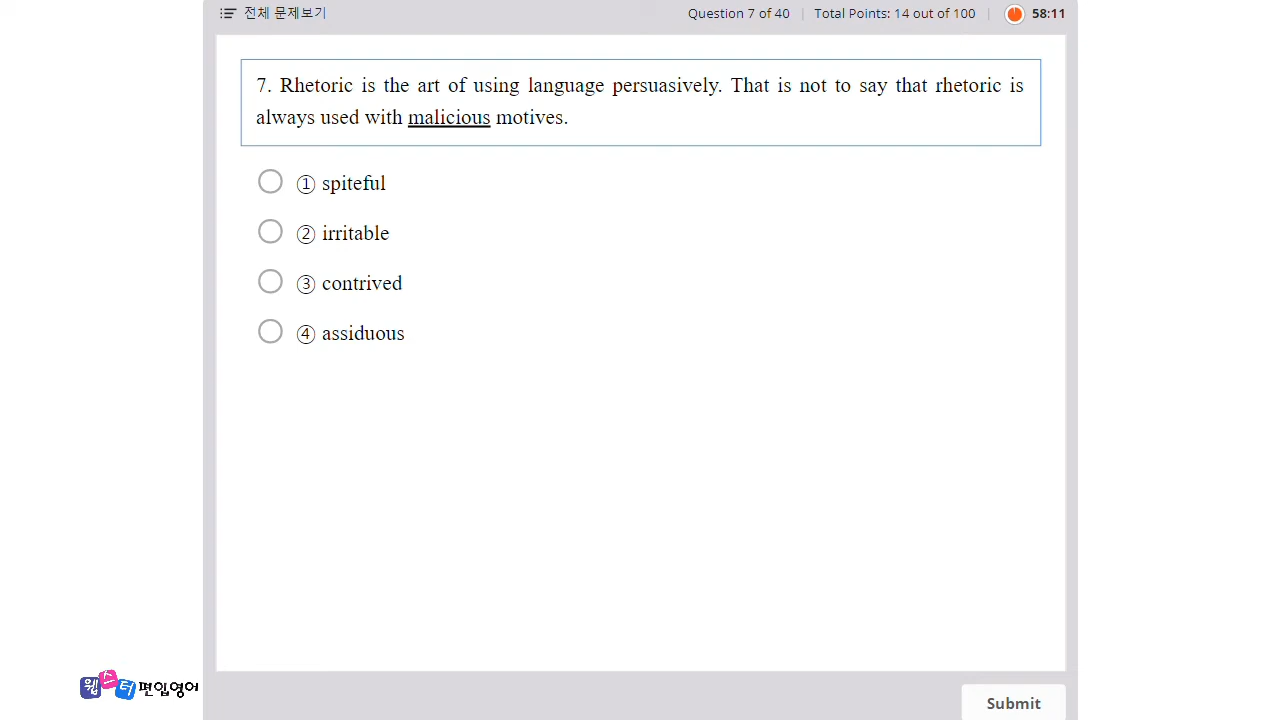 전체 문제보기
Question 7 of 40
Total Points: 14 out of 100
58:11
7. Rhetoric is the art of using language persuasively. That is not to say that rhetoric is
always used with malicious motives.
① spiteful
② irritable
③ contrived
④ assiduous
웹스터 편입영어
Submit